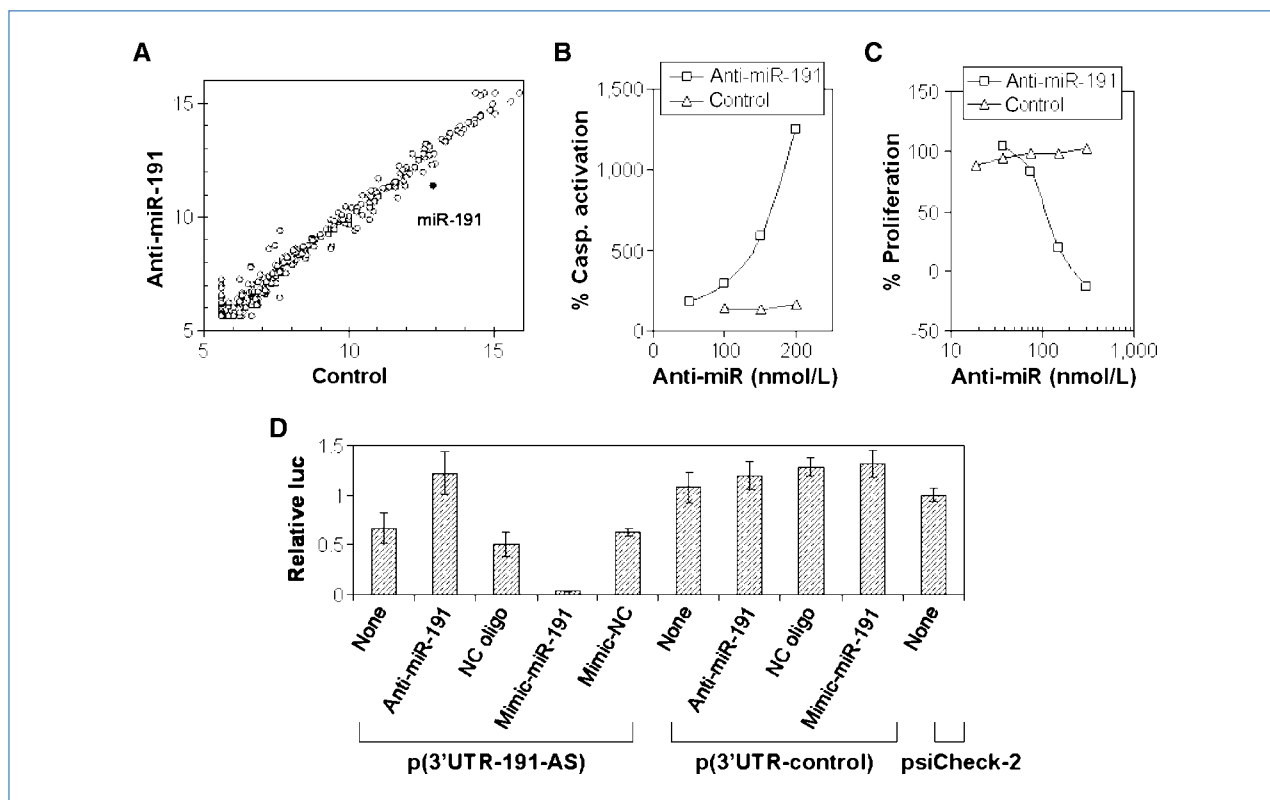 A
15
10
5
5
10
15
Anti-miR-191
Control
miR-191
B
Anti-miR-191
Control
1,500
1,000
500
0
0
100
200
% Casp. activation
Anti-miR (nmol/L)
C
Anti-miR-191
Control
150
100
50
0
-50
10
100
1,000
% Proliferation
Anti-miR (nmol/L)
D
1.5
1
0.5
0
Relative luc
None
Anti-miR-191
NC oligo
Mimic-miR-191
Mimic-NC
None
Anti-miR-191
NC oligo
Mimic-miR-191
None
p(3'UTR-191-AS)
p(3'UTR-control)
psiCheck-2